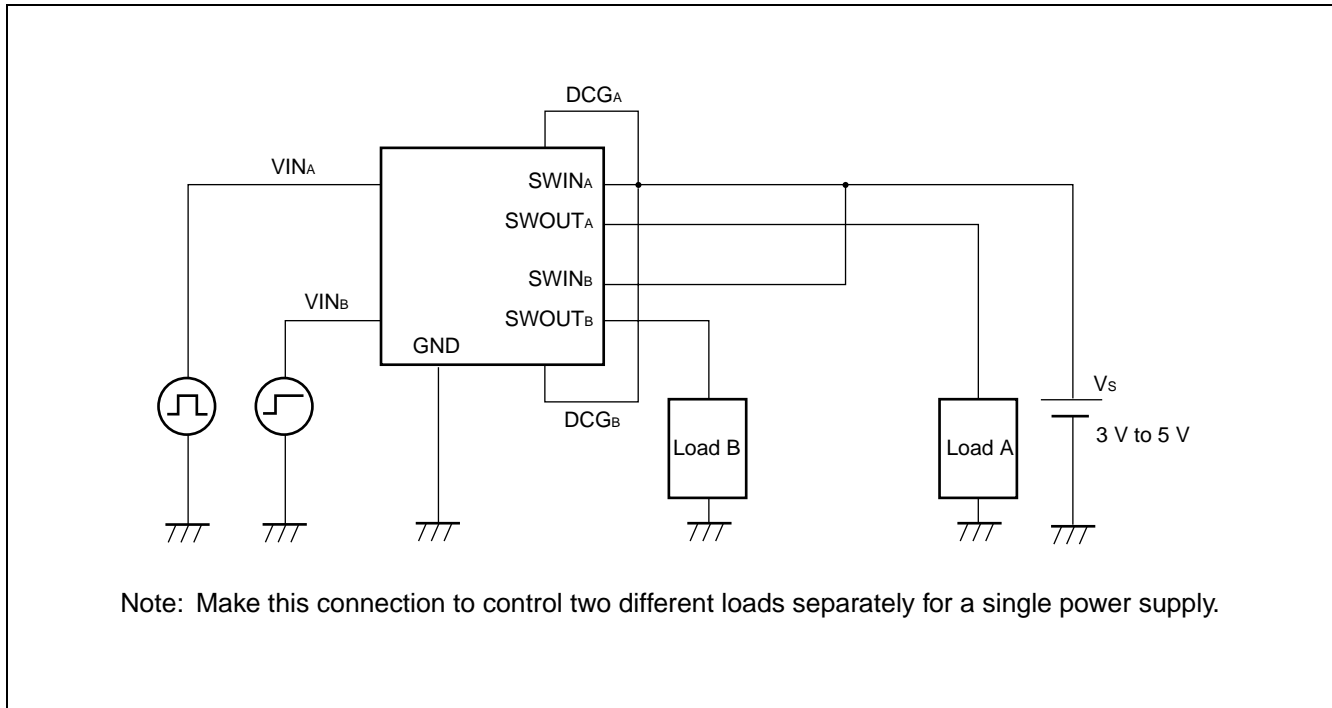 DCGA
VINA
SWINA
SWOUTA
SWINB
VINB
SWOUTB
GND
DCGB
VS
3 V to 5 V
Load B
Load A
Note: Make this connection to control two different loads separately for a single power supply.